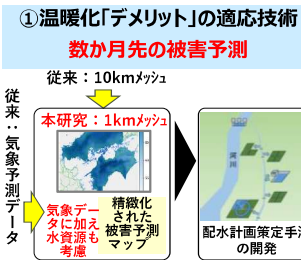 ①温暖化「デメリット」の適応技術
数か月先の被害予測
従来：10kmメッシュ
従来：気象予測データ
本研究：1kmメッシュ
気象デー
タに加え
水資源も
考慮
精緻化
された
被害予測
マップ
配水計画策定手法
の開発